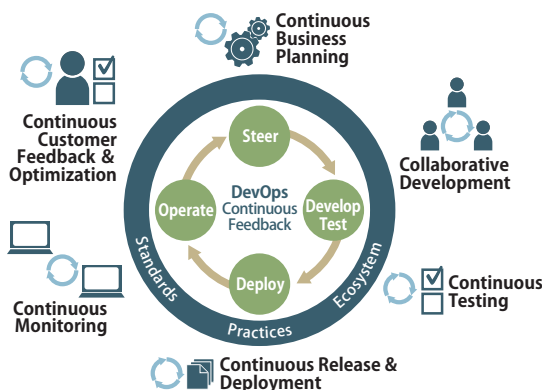 Continuous
Business
Planning
Continuous
Customer
Feedback &
Optimization
Steer
Collaborative
Development
Operate
DevOps
Continuous
Feedback
Develop
Test
Deploy
Standards
Practices
Ecosystem
Continuous
Monitoring
Continuous
Testing
Continuous Release &
Deployment